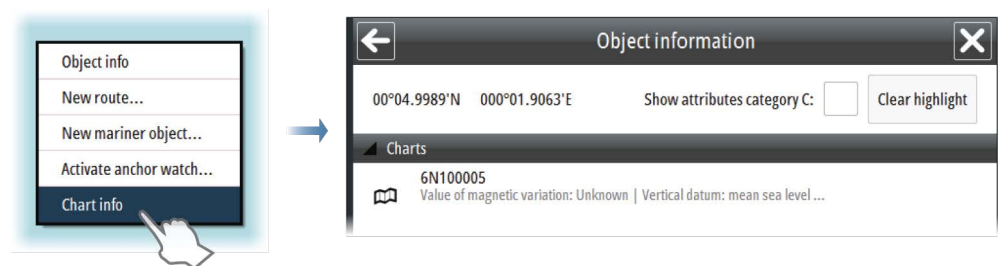 Object info
New route...
New mariner object...
Activate anchor watch...
Chart info
Object information
00°04.9989'N 000°01.9063'E Show attributes category C: Clear highlight
Charts
6N100005
Value of magnetic variation: Unknown | Vertical datum: mean sea level ...